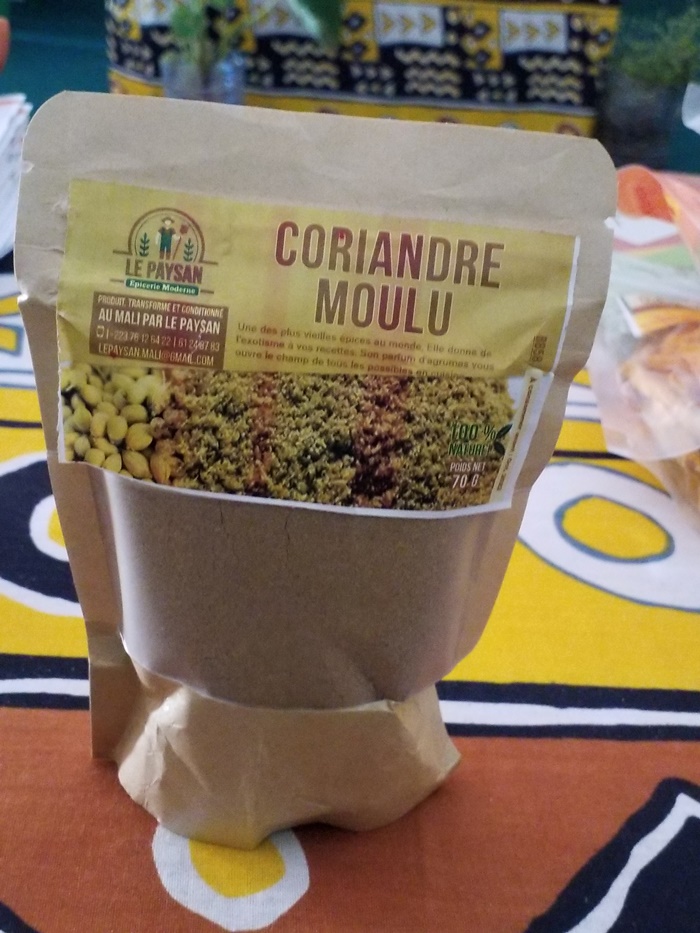 LE PAYSAN
Epicerie Moderne
PRODUIT, TRANSFORMÉ ET CONDITIONNÉ
AU MALI PAR LE PAYSAN
LEPAYSAN.MALI@GMAIL.COM
CORIANDRE
MOULU
Une des plus vieilles épices au monde. Elle donne de
l'exotisme à vos recettes. Son parfum d'agrumes vous
ouvre le champ de tous les possibles en cuisine
100 %
NATUREL
POIDS NET
70 G